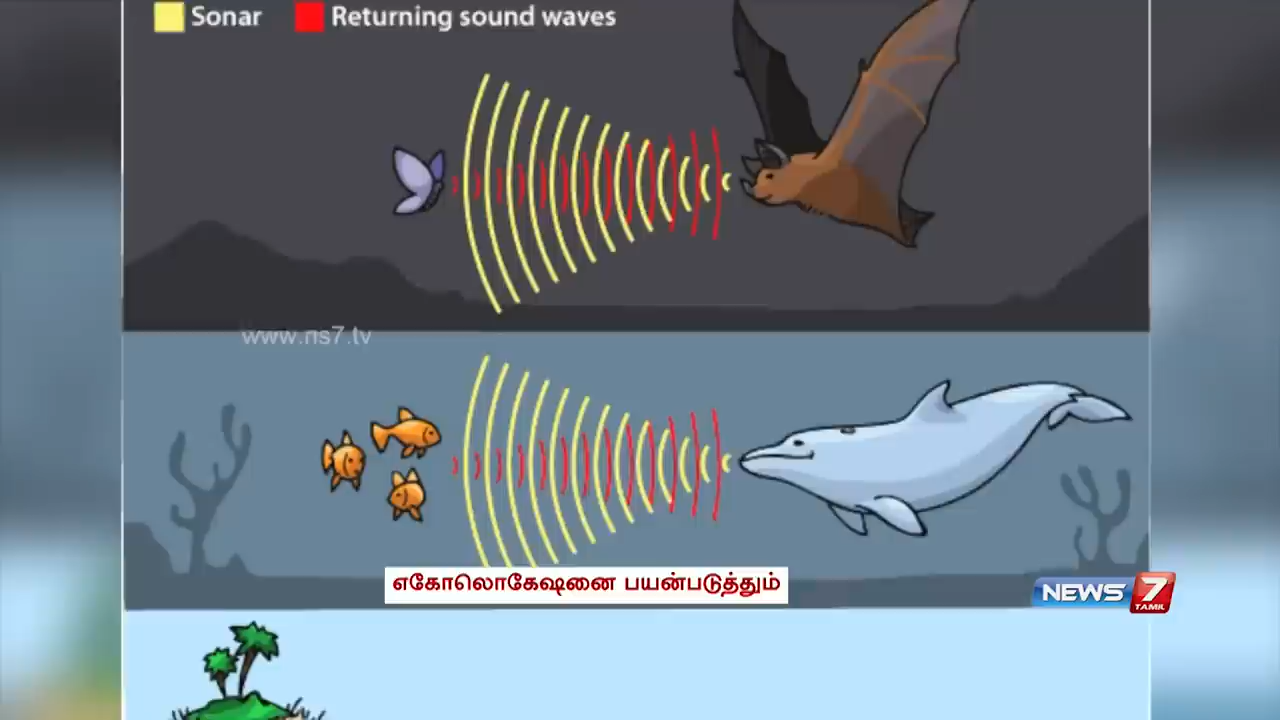 Sonar
Returning sound waves
www.ns7.tv
எகோலொகேஷனை பயன்படுத்தும்
NEWS 7
TAMIL